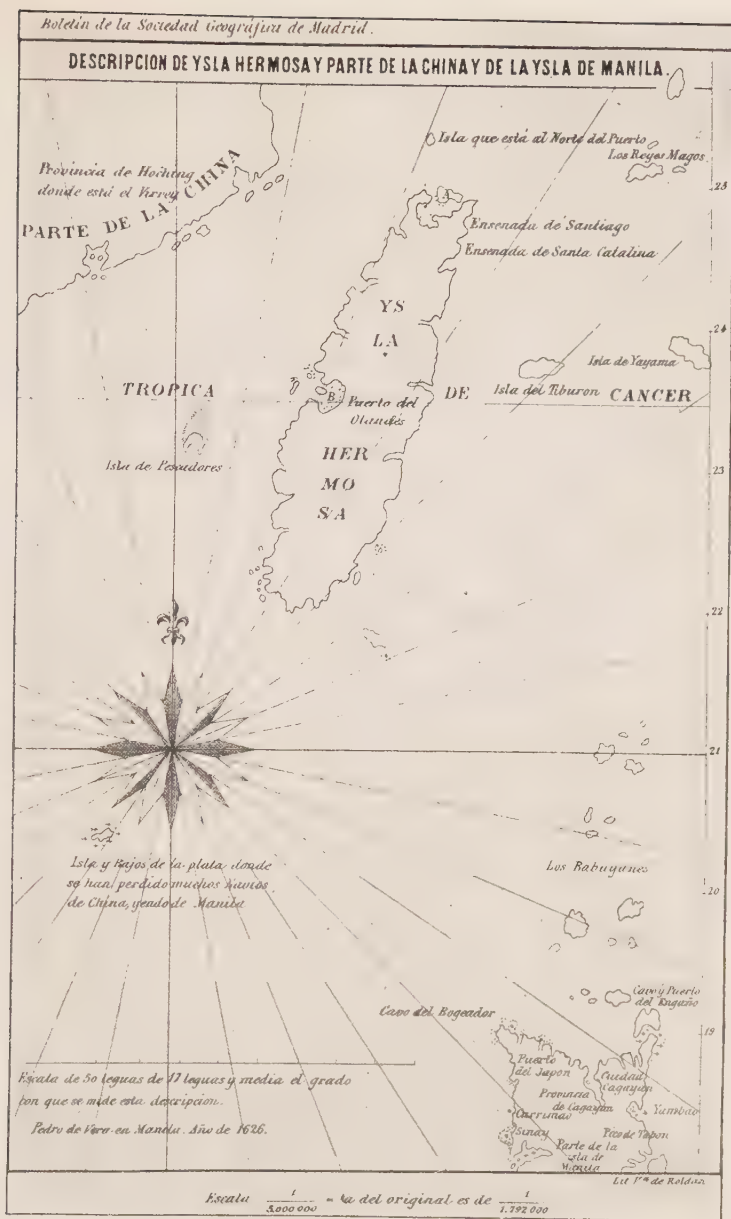 Boletin de la Sociedad Geográfica de Madrid.
DESCRIPCION DE YSLA HERMOSA Y PARTE DE LA CHINA Y DE LA YSLA DE MANILA.
Isla que está al Norte del Puerto
Los Reyes Magos
Provincia de Hoching
donde está el Virrey
PARTE DE LA CHINA
25
A
Ensenada de Santiago
Ensenada de Santa Catalina
YS
LA
24
Isla de Yayama
TROPICA
B
Puerto del
Olandés
DE
Isla del Tiburon
CANCER
Isla de Pescadores
HER
MO
SA
23
22
21
Isla y Bajos de la plata, donde
se han perdido muchos Navios
de China, yendo de Manila
Los Babuyanes
20
Cavo y Puerto
del Engaño
Cavo del Bogeador
19
Puerto
del Japon
Ciudad
Cagayan
Provincia
de Cagayan
Escala de 50 leguas de 17 leguas y media el grado
con que se mide esta descripcion.
Currimao
Yumbao
Pedro de Vera en Manila. Año de 1626.
Sinay
Pico de Tapon
Parte de la
isla de
Manila
Lit. de Roldan
Escala 1/3.000 000 = la del original es de 1/1.792 000